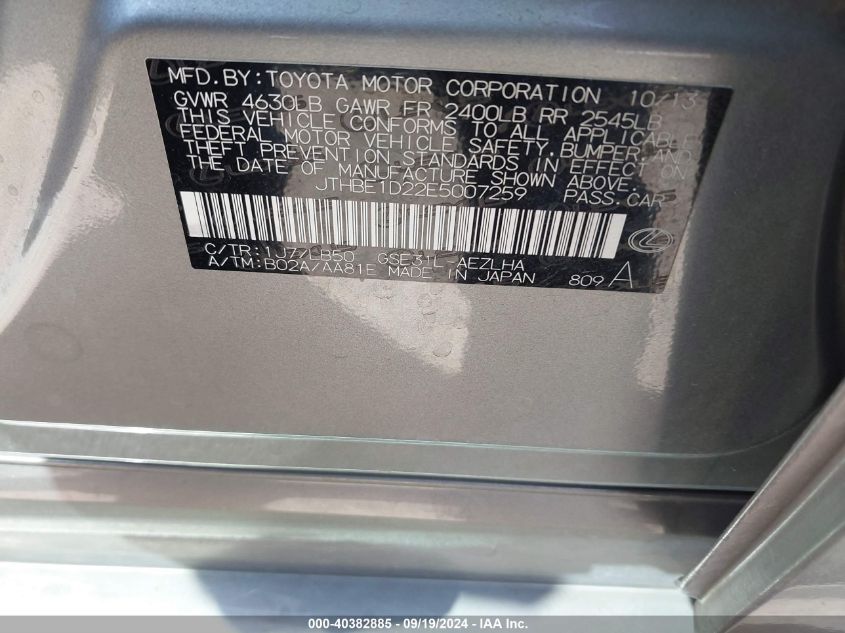 MFD.BY:TOYOTA MOTOR CORPORATION 10/13
GVWR 4630LB GAWR FR 2400LB RR 2545LB
THIS VEHICLE CONFORMS TO ALL APPLICABLE
FEDERAL MOTOR VEHICLE SAFETY, BUMPER, AND
THEFT PREVENTION STANDARDS IN EFFECT ON
THE DATE OF MANUFACTURE SHOWN ABOVE.
JTHBE1D22E5007259 PASS.CAR
C/TR:1J7/LB50 GSE31L-AEZLHA
A/TM:B02A/AA81E MADE IN JAPAN 809 A
000-40382885 - 09/19/2024 - IAA Inc.